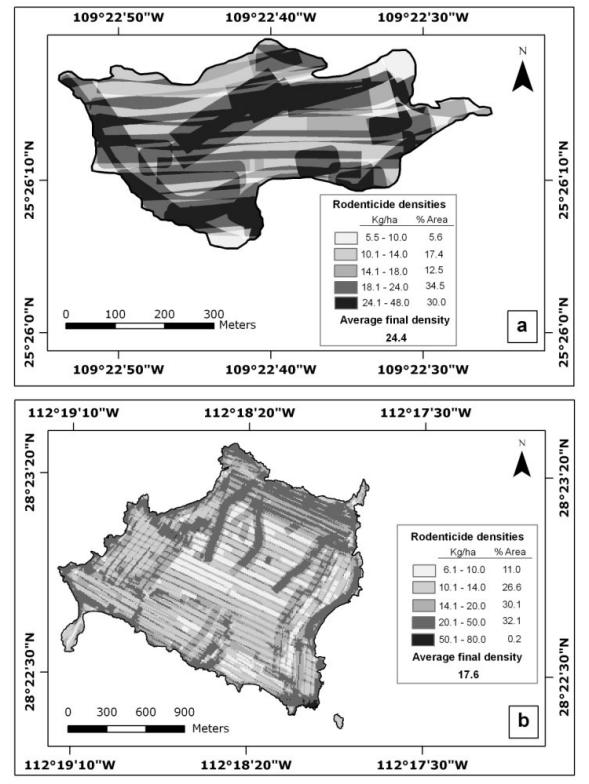 109°22'50"W 109°22'40"W 109°22'30"W
N
25°26'10"N 25°26'10"N
Rodenticide densities
Kg/ha % Area
5.5 - 10.0 5.6
10.1 - 14.0 17.4
14.1 - 18.0 12.5
18.1 - 24.0 34.5
24.1 - 48.0 30.0
Average final density
24.4
0 100 200 300
Meters
a
25°26'0"N 25°26'0"N
109°22'50"W 109°22'40"W 109°22'30"W
112°19'10"W 112°18'20"W 112°17'30"W
N
28°23'20"N 28°23'20"N
Rodenticide densities
Kg/ha % Area
6.1 - 10.0 11.0
10.1 - 14.0 26.6
14.1 - 20.0 30.1
20.1 - 50.0 32.1
50.1 - 80.0 0.2
Average final density
17.6
28°22'30"N 28°22'30"N
0 300 600 900
Meters
b
112°19'10"W 112°18'20"W 112°17'30"W